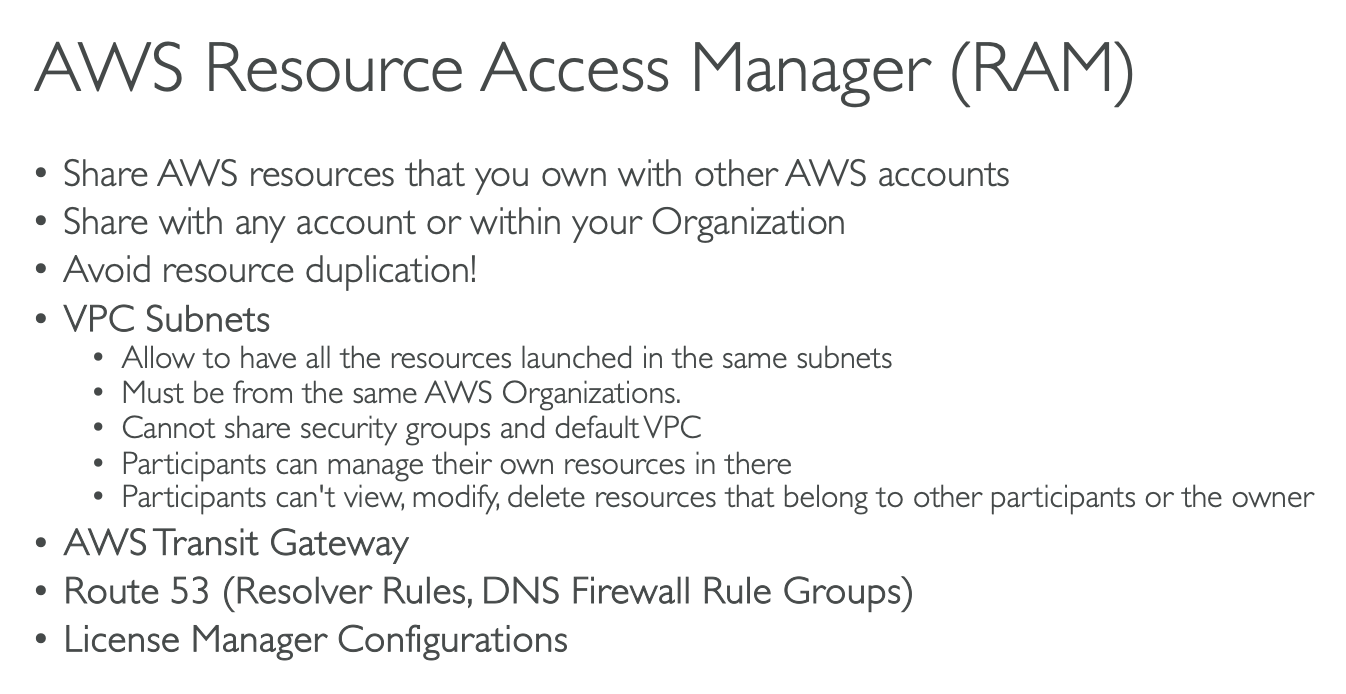 AWS Resource Access Manager (RAM)
• Share AWS resources that you own with other AWS accounts
• Share with any account or within your Organization
• Avoid resource duplication!
• VPC Subnets
• Allow to have all the resources launched in the same subnets
• Must be from the same AWS Organizations.
• Cannot share security groups and default VPC
• Participants can manage their own resources in there
• Participants can't view, modify, delete resources that belong to other participants or the owner
• AWS Transit Gateway
• Route 53 (Resolver Rules, DNS Firewall Rule Groups)
• License Manager Configurations